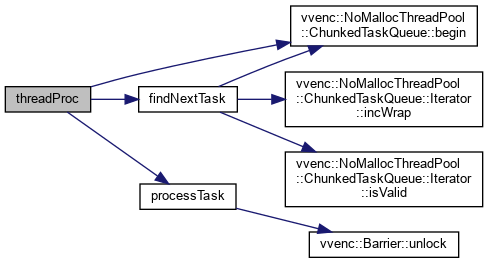 threadProc
findNextTask
processTask
vvenc::NoMallocThreadPool
::ChunkedTaskQueue::begin
vvenc::NoMallocThreadPool
::ChunkedTaskQueue::Iterator
::incWrap
vvenc::NoMallocThreadPool
::ChunkedTaskQueue::Iterator
::isValid
vvenc::Barrier::unlock